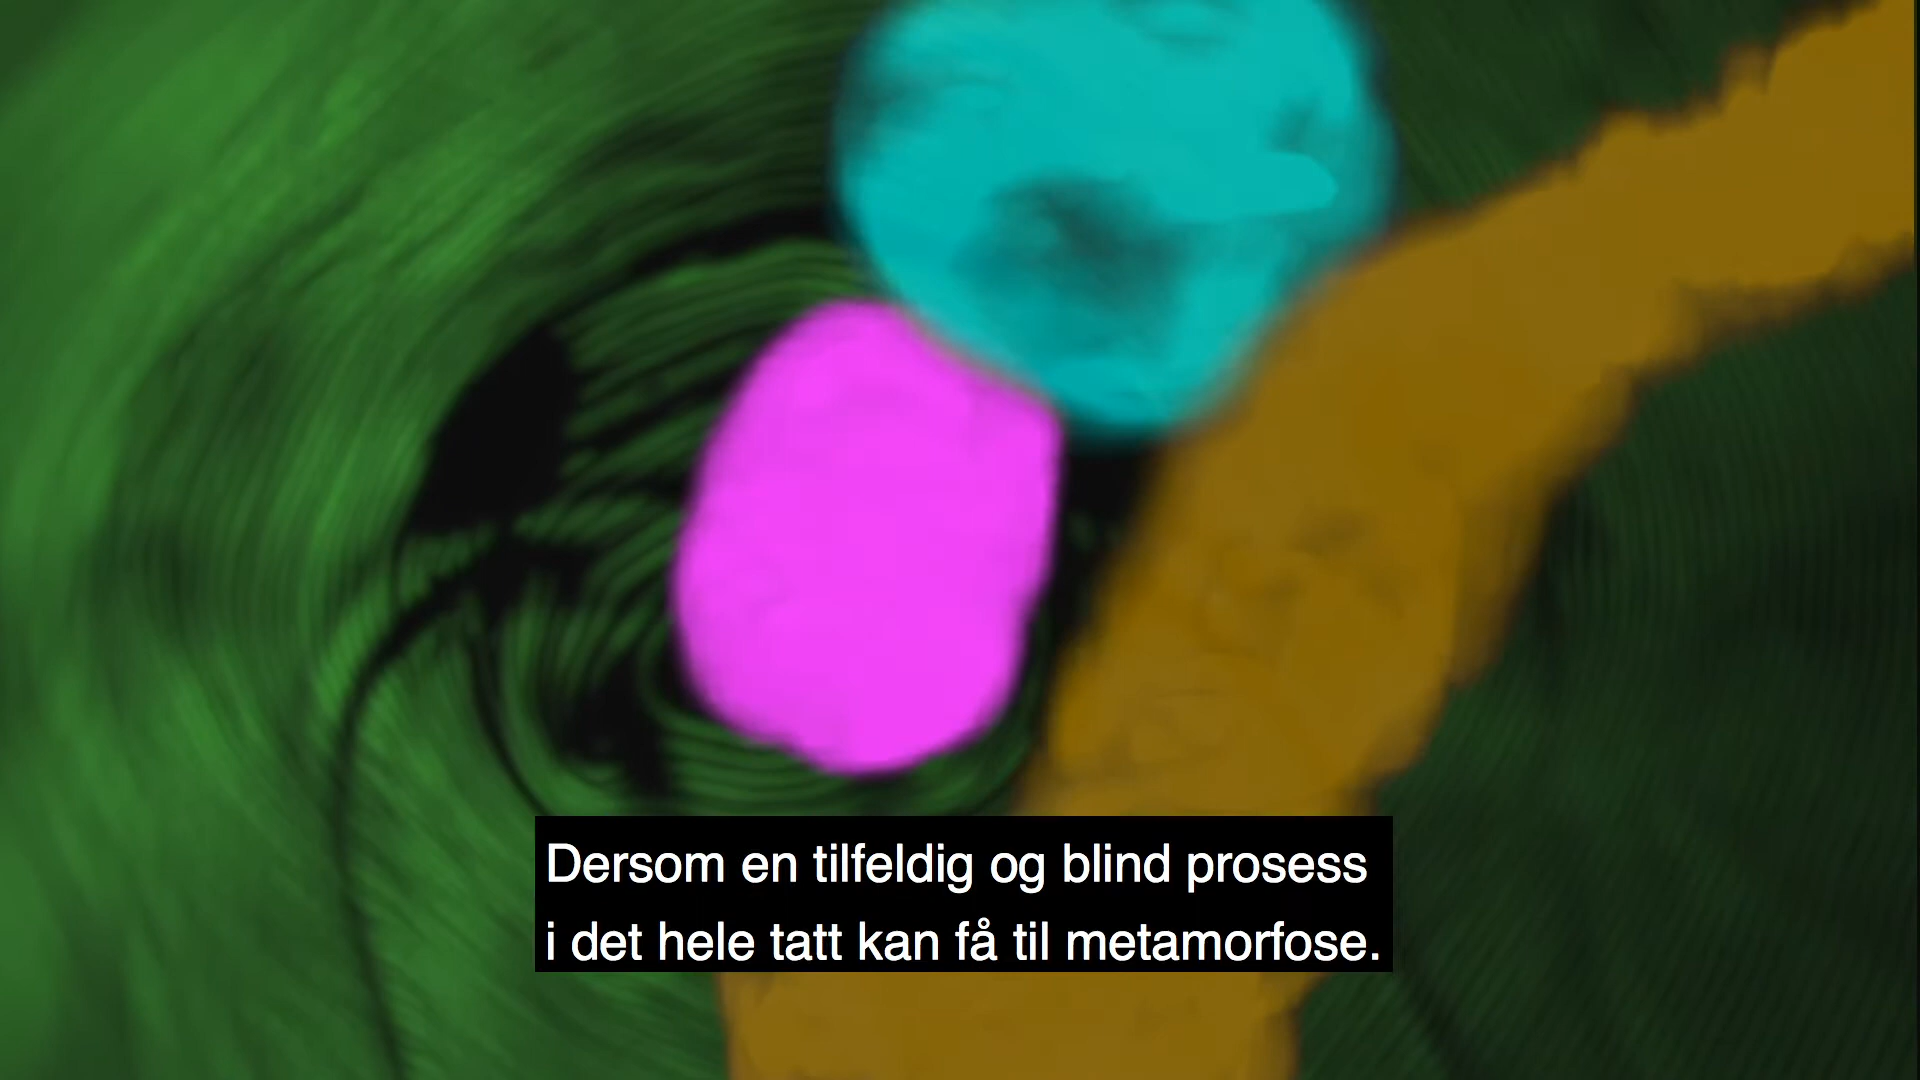 Dersom en tilfeldig og blind prosess
i det hele tatt kan få til metamorfose.